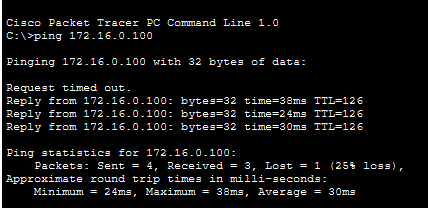 Cisco Packet Tracer PC Command Line 1.0
C:\>ping 172.16.0.100
Pinging 172.16.0.100 with 32 bytes of data:
Request timed out.
Reply from 172.16.0.100: bytes=32 time=38ms TTL=126
Reply from 172.16.0.100: bytes=32 time=24ms TTL=126
Reply from 172.16.0.100: bytes=32 time=30ms TTL=126
Ping statistics for 172.16.0.100:
Packets: Sent = 4, Received = 3, Lost = 1 (25% loss),
Approximate round trip times in milli-seconds:
Minimum = 24ms, Maximum = 38ms, Average = 30ms